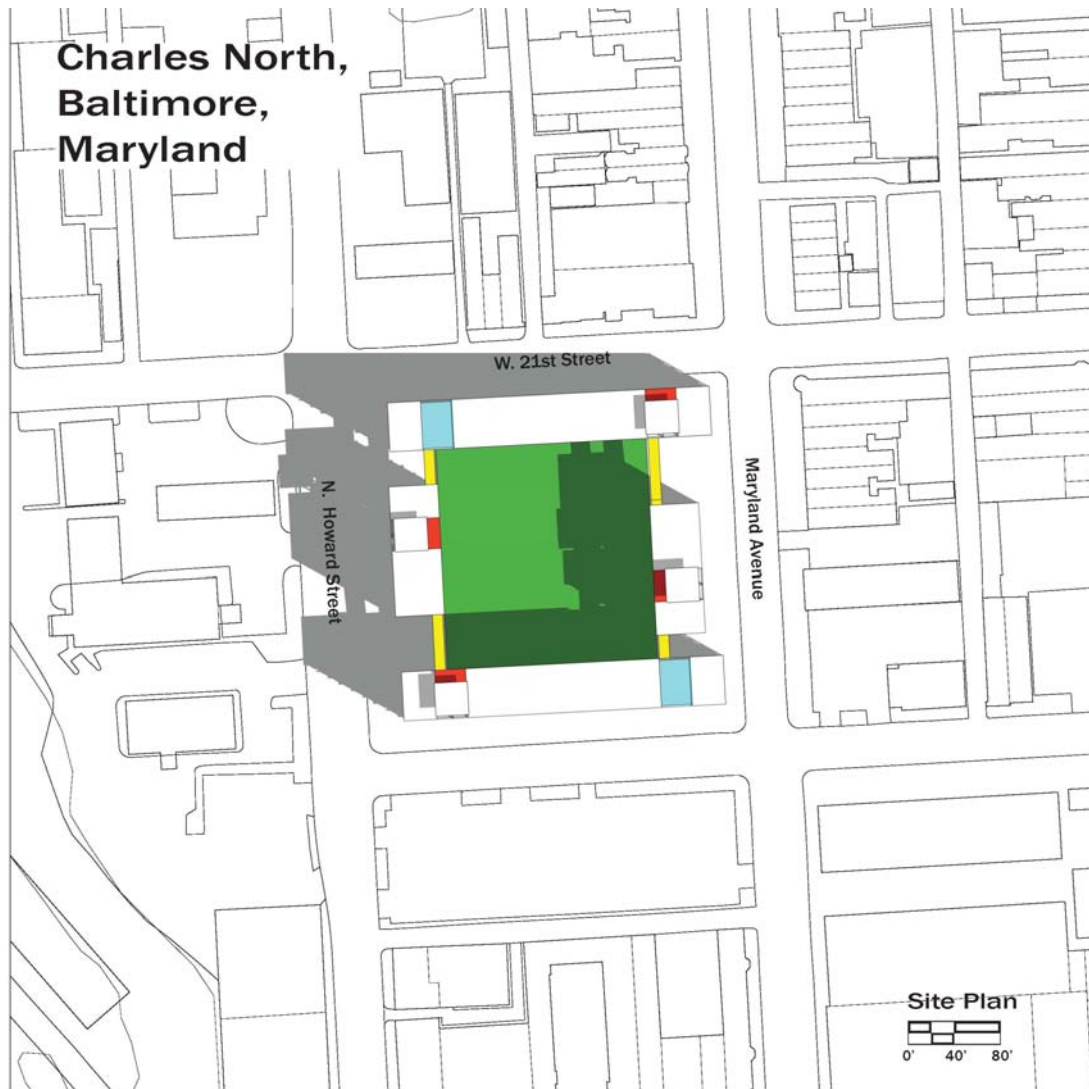 Charles North,
Baltimore,
Maryland
W. 21st Street
N. Howard Street
Maryland Avenue
Site Plan
0' 40' 80'